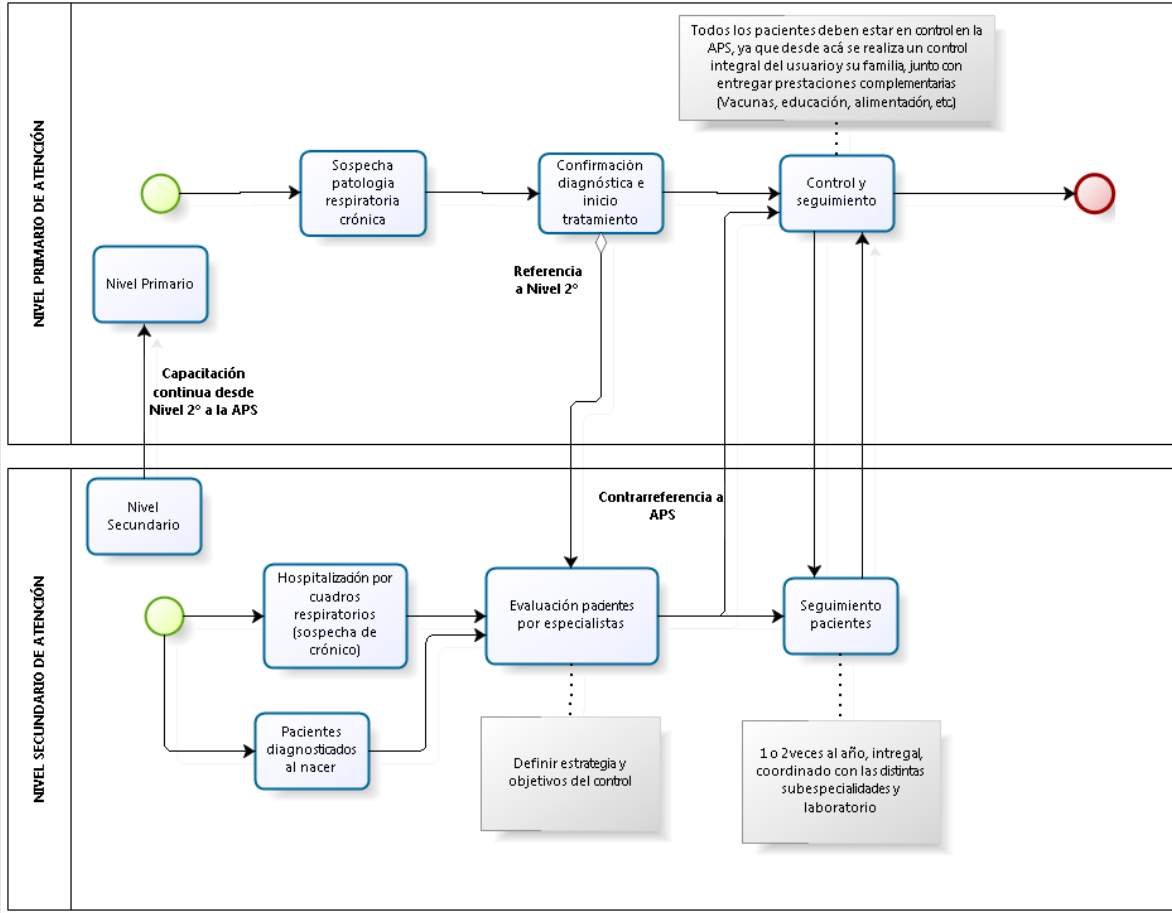 NIVEL PRIMARIO DE ATENCIÓN
Todos los pacientes deben estar en control en la
APS, ya que desde acá se realiza un control
integral del usuario y su familia, junto con
entregar prestaciones complementarias
(Vacunas, educación, alimentación, etc)
Sospecha
patologia
respiratoria
crónica
Confirmación
diagnóstica e
inicio
tratamiento
Control y
seguimiento
Referencia
a Nivel 2°
Nivel Primario
Capacitación
continua desde
Nivel 2° a la APS
NIVEL SECUNDARIO DE ATENCIÓN
Nivel
Secundario
Contrarreferencia a
APS
Hospitalización por
cuadros
respiratorios
(sospecha de
crónico)
Evaluación pacientes
por especialistas
Seguimiento
pacientes
Pacientes
diagnosticados
al nacer
Definir estrategia y
objetivos del control
1 o 2 veces al año, intregal,
coordinado con las distintas
subespecialidades y
laboratorio